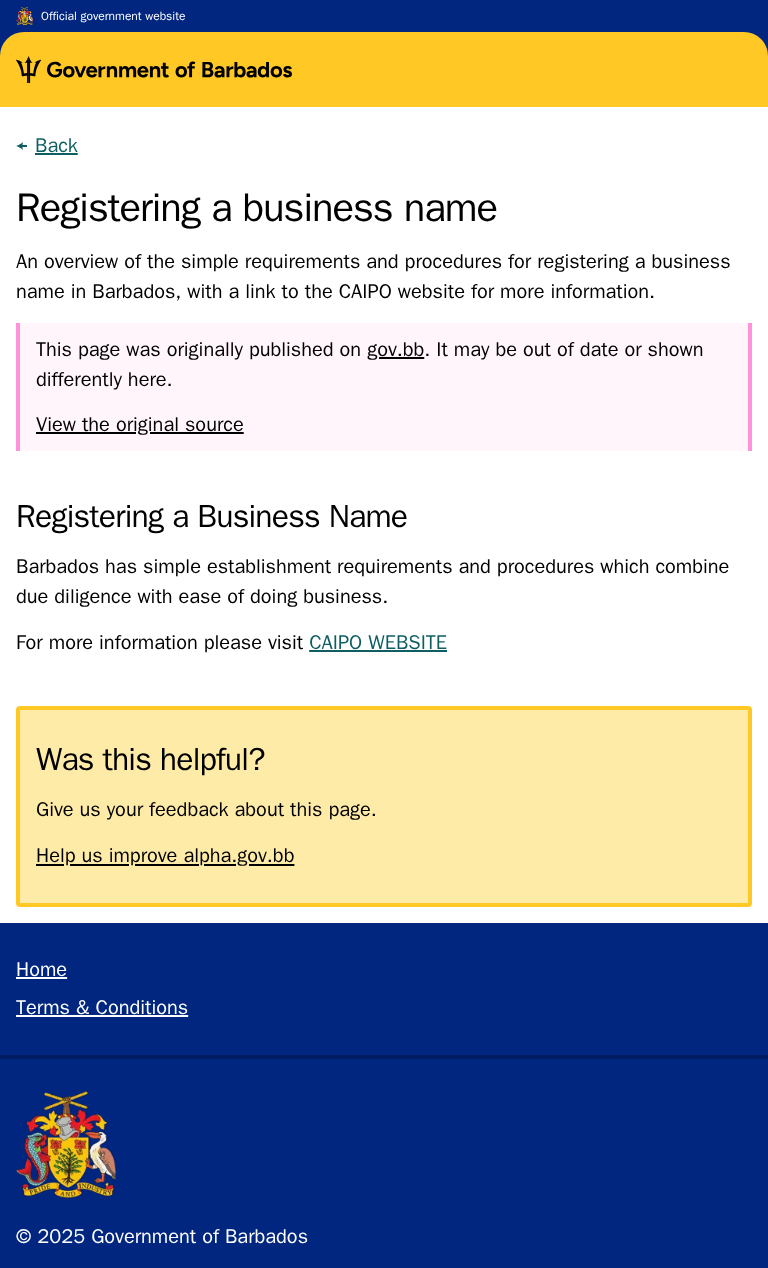 Official government website
Government of Barbados
Back
Registering a business name
An overview of the simple requirements and procedures for registering a business
name in Barbados, with a link to the CAIPO website for more information.
This page was originally published on gov.bb. It may be out of date or shown
differently here.
View the original source
Registering a Business Name
Barbados has simple establishment requirements and procedures which combine
due diligence with ease of doing business.
For more information please visit CAIPO WEBSITE
Was this helpful?
Give us your feedback about this page.
Help us improve alpha.gov.bb
Home
Terms & Conditions
PRIDE AND INDUSTRY
© 2025 Government of Barbados